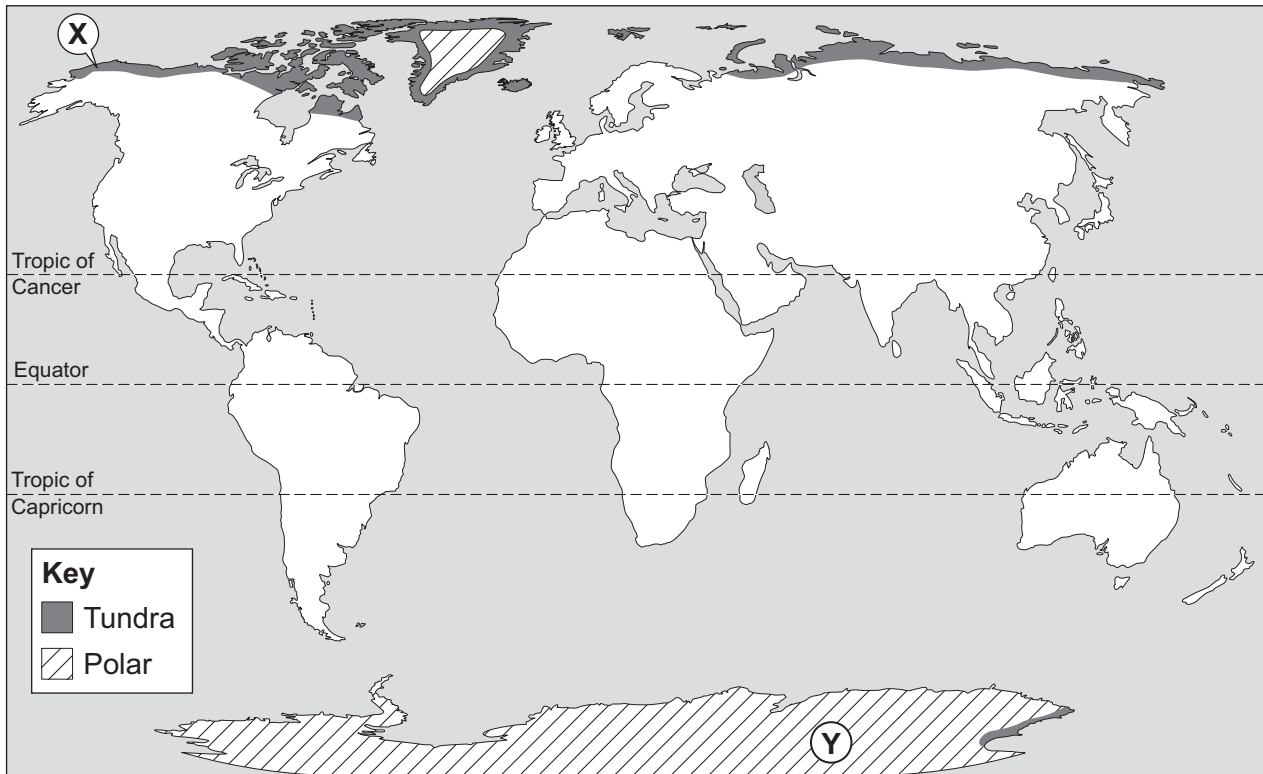 X
Tropic of
Cancer
Equator
Tropic of
Capricorn
Key
Tundra
Polar
Y